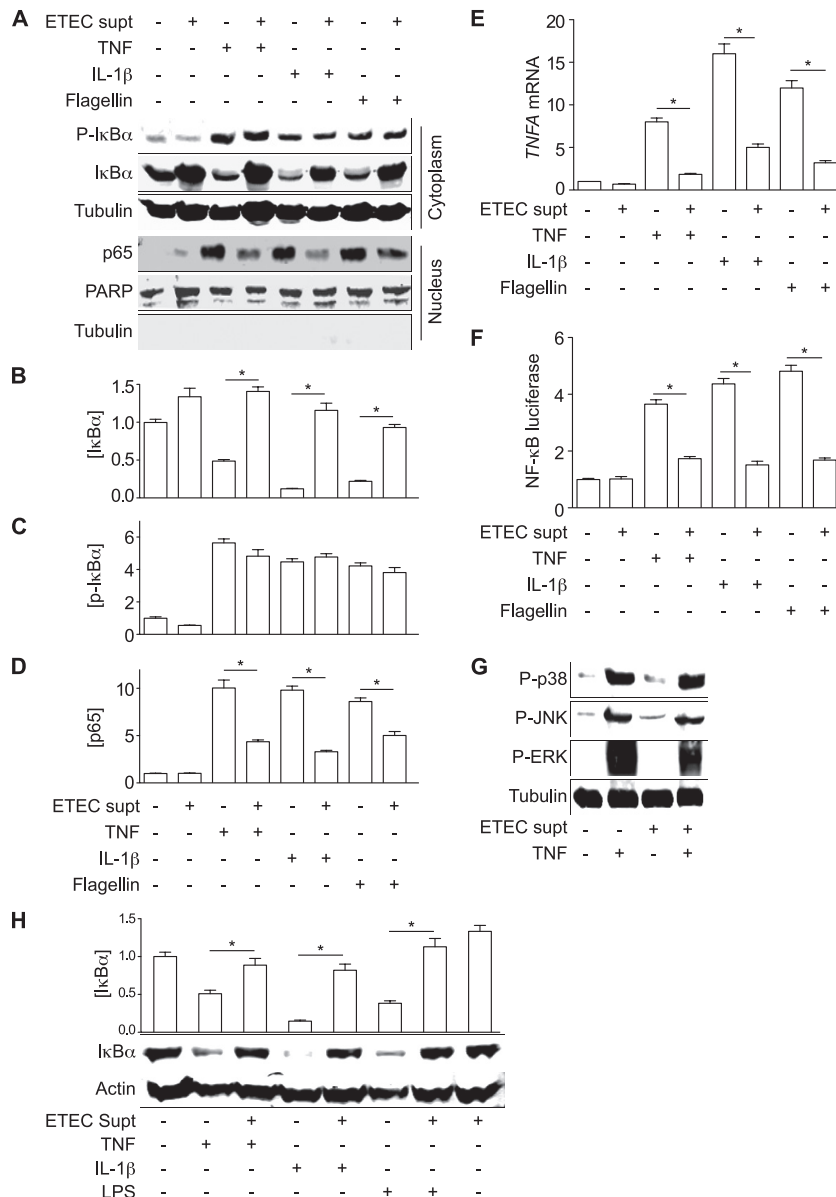 A
ETEC supt - + - + - + - +
TNF - - + + - - - -
IL-1β - - - - + + - -
Flagellin - - - - - - + +
P-IκBα
IκBα
Tubulin
Cytoplasm
p65
PARP
Tubulin
Nucleus
B
[IκBα]
1.5
1.0
0.5
0.0
* * *
C
[p-IκBα]
6
4
2
0
D
[p65]
10
5
0
* * *
ETEC supt - + - + - + - +
TNF - - + + - - - -
IL-1β - - - - + + - -
Flagellin - - - - - - + +
E
TNFA mRNA
20
15
10
5
0
* * *
ETEC supt - + - + - + - +
TNF - - + + - - - -
IL-1β - - - - + + - -
Flagellin - - - - - - + +
F
NF-κB luciferase
6
4
2
0
* * *
ETEC supt - + - + - + - +
TNF - - + + - - - -
IL-1β - - - - + + - -
Flagellin - - - - - - + +
G
P-p38
P-JNK
P-ERK
Tubulin
ETEC supt - - + +
TNF - + - +
H
[IκBα]
1.5
1.0
0.5
0.0
* * *
IκBα
Actin
ETEC Supt - - + - + - + +
TNF - + + - - - - -
IL-1β - - - + + - - -
LPS - - - - - + + -